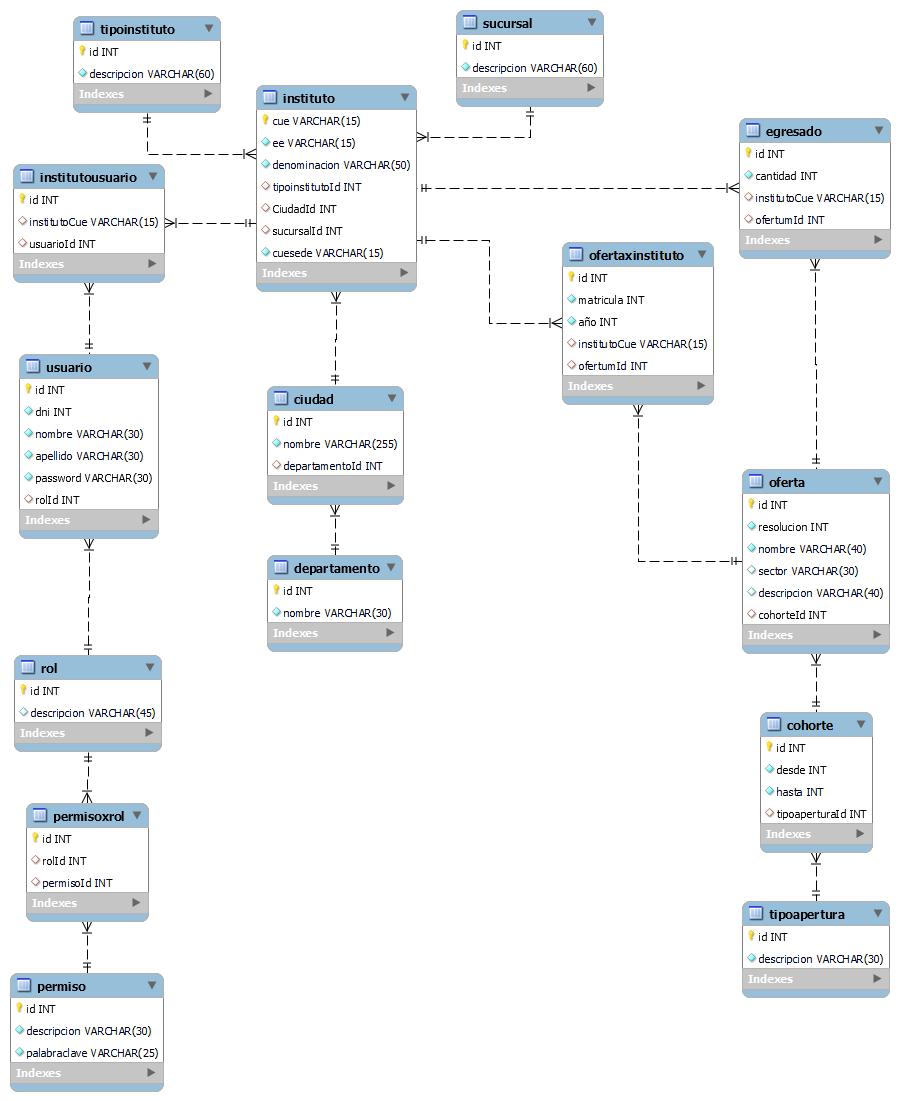 tipoinstituto
id INT
descripcion VARCHAR(60)
Indexes
sucursal
id INT
descripcion VARCHAR(60)
Indexes
instituto
cue VARCHAR(15)
ee VARCHAR(15)
denominacion VARCHAR(50)
tipoinstitutoId INT
CiudadId INT
sucursalId INT
cuesede VARCHAR(15)
Indexes
egresado
id INT
cantidad INT
institutoCue VARCHAR(15)
ofertumId INT
Indexes
institutousuario
id INT
institutoCue VARCHAR(15)
usuarioId INT
Indexes
ofertaxinstituto
id INT
matricula INT
año INT
institutoCue VARCHAR(15)
ofertumId INT
Indexes
usuario
id INT
dni INT
nombre VARCHAR(30)
apellido VARCHAR(30)
password VARCHAR(30)
rolId INT
Indexes
ciudad
id INT
nombre VARCHAR(255)
departamentoId INT
Indexes
oferta
id INT
resolucion INT
nombre VARCHAR(40)
sector VARCHAR(30)
descripcion VARCHAR(40)
cohorteId INT
Indexes
departamento
id INT
nombre VARCHAR(30)
Indexes
rol
id INT
descripcion VARCHAR(45)
Indexes
cohorte
id INT
desde INT
hasta INT
tipoaperturaId INT
Indexes
permisoxrol
id INT
rolId INT
permisoId INT
Indexes
tipoapertura
id INT
descripcion VARCHAR(30)
Indexes
permiso
id INT
descripcion VARCHAR(30)
palabraclave VARCHAR(25)
Indexes